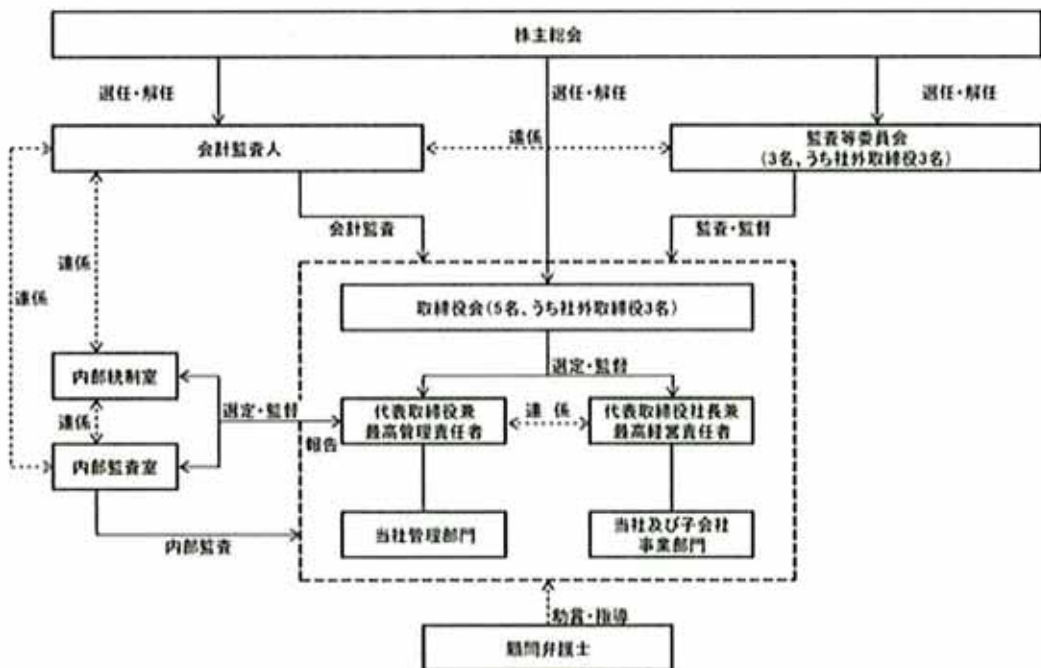 株主総会
選任・解任
選任・解任
選任・解任
会計監査人
連係
監査等委員会
(3名、うち社外取締役3名)
会計監査
監査・監督
連係
連係
取締役会(5名、うち社外取締役3名)
選定・監督
内部統制室
連係
選定・監督
報告
代表取締役兼
最高管理責任者
連係
代表取締役社長兼
最高経営責任者
内部監査室
内部監査
当社管理部門
当社及び子会社
事業部門
助言・指導
顧問弁護士